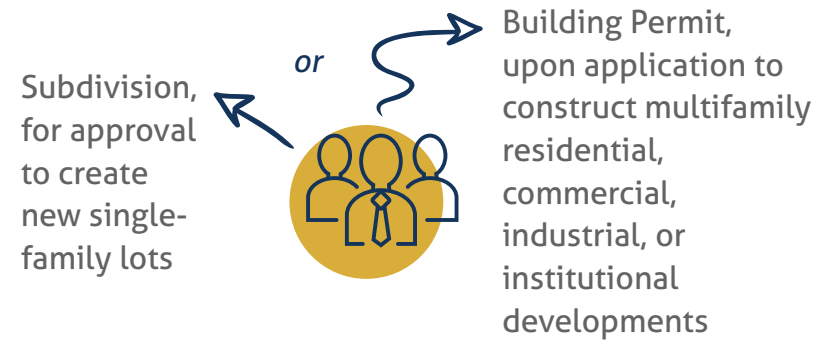 Subdivision,
for approval
to create
new single-
family lots
or
Building Permit,
upon application to
construct multifamily
residential,
commercial,
industrial, or
institutional
developments